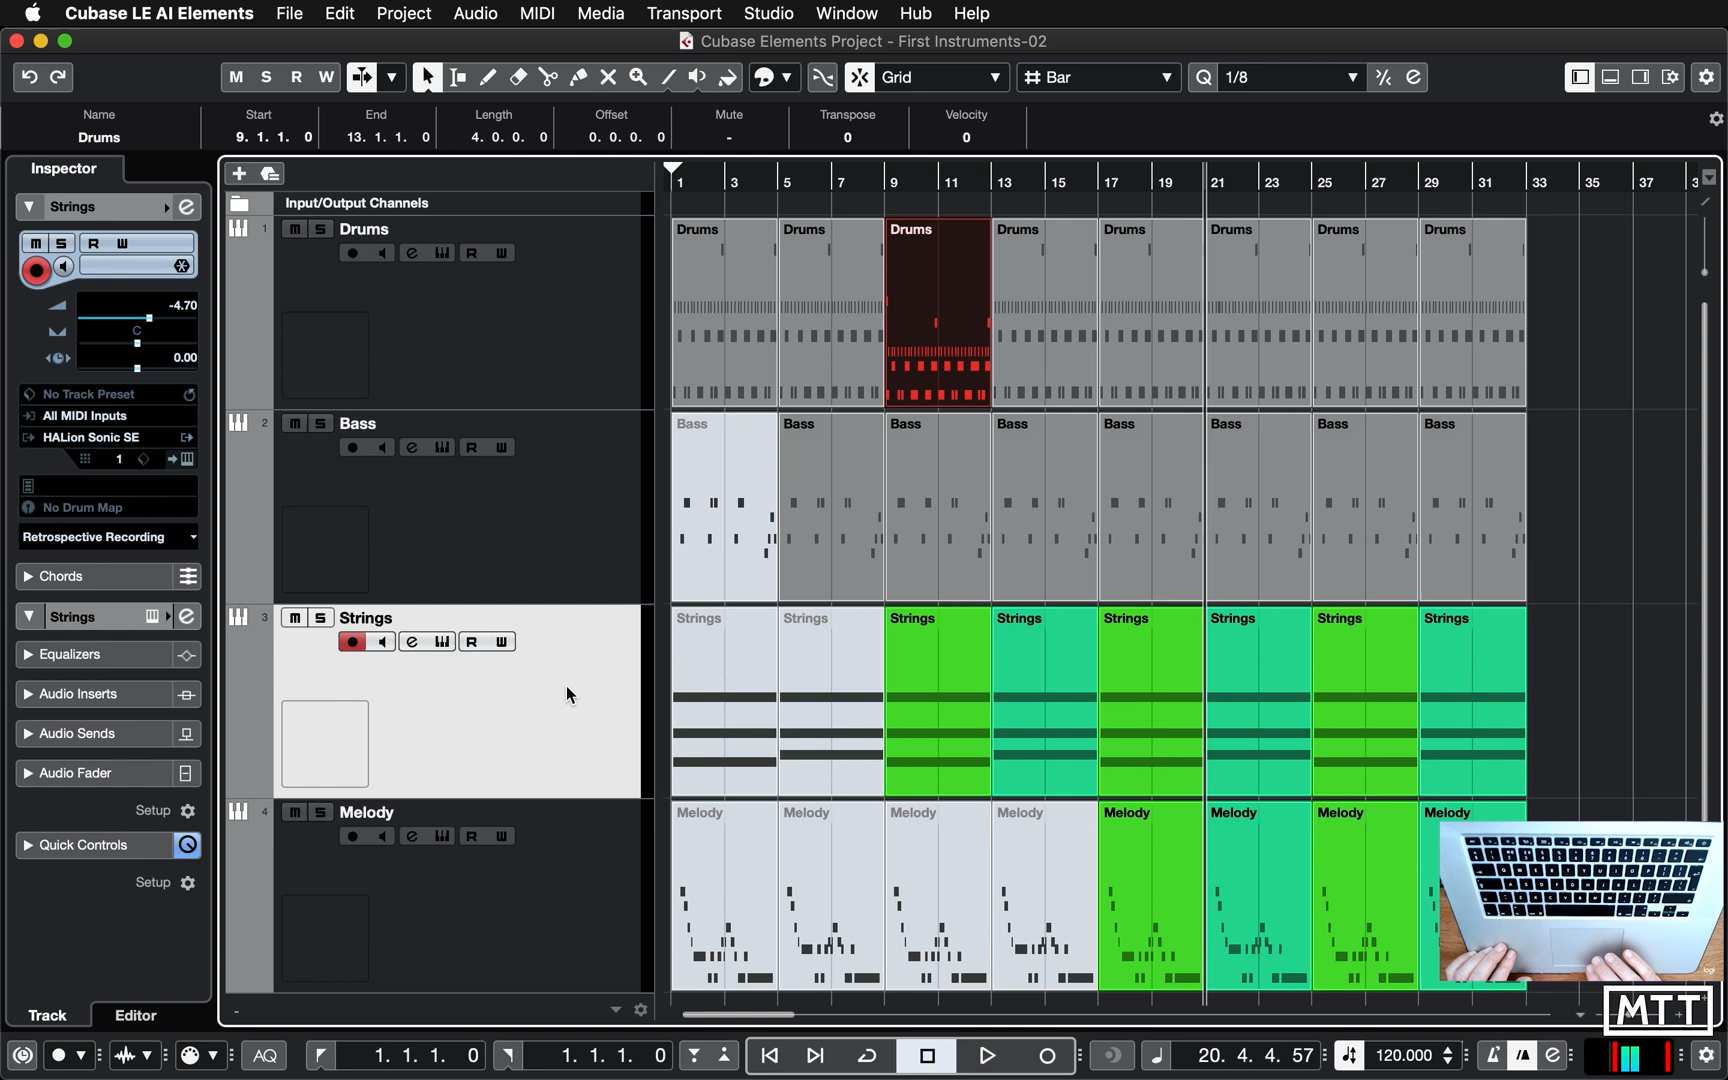 Cubase LE AI Elements File Edit Project Audio MIDI Media Transport Studio Window Hub Help
Cubase Elements Project - First Instruments-02
M S R W Grid Bar Q 1/8
Name Start End Length Offset Mute Transpose Velocity
Drums 9. 1. 1. 0 13. 1. 1. 0 4. 0. 0. 0 0. 0. 0. 0 - 0 0
Inspector
1 3 5 7 9 11 13 15 17 19 21 23 25 27 29 31 33 35 37 3
Strings
Input/Output Channels
1 Drums
Drums Drums Drums Drums Drums Drums Drums Drums
M S R W
-4.70
C
0.00
No Track Preset
All MIDI Inputs
HALion Sonic SE
1
No Drum Map
Retrospective Recording
2 Bass
Bass Bass Bass Bass Bass Bass Bass Bass
Chords
Strings
Equalizers
Audio Inserts
Audio Sends
Audio Fader
Setup
Quick Controls
Setup
3 M S Strings
R W
Strings Strings Strings Strings Strings Strings Strings Strings
4 M S Melody
R W
Melody Melody Melody Melody Melody Melody Melody Melody
Track Editor
MTT
AQ 1. 1. 1. 0 1. 1. 1. 0 20. 4. 4. 57 120.000